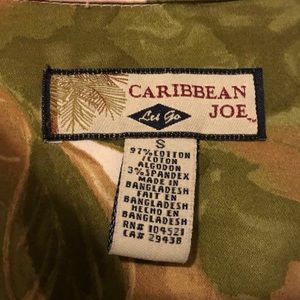 CARIBBEAN
JOE™
Let Go
S
97% COTTON
/COTON
ALGODON
3% SPANDEX
MADE IN
BANGLADESH
FAIT EN
BANGLADESH
HECHO EN
BANGLADESH
RN# 104521
CA# 29438